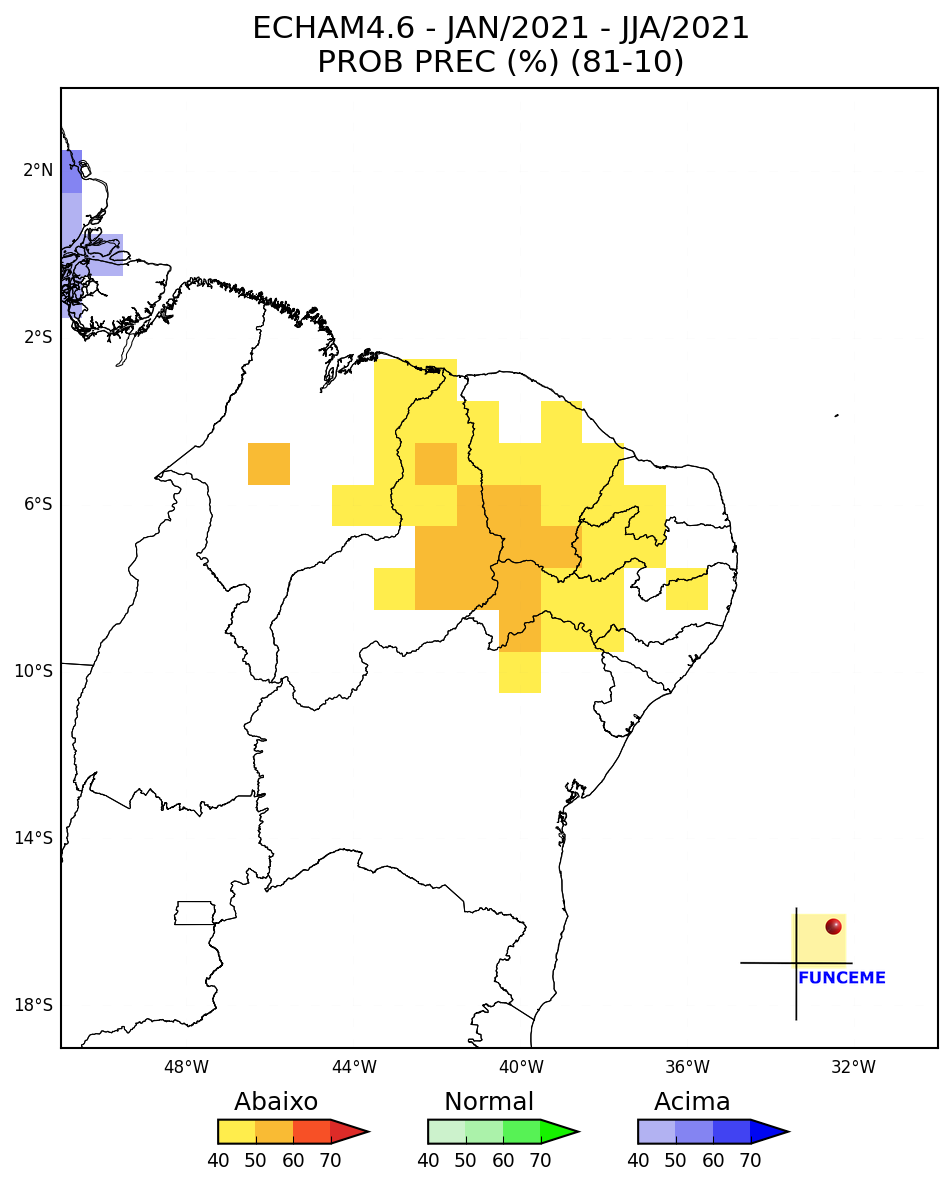 ECHAM4.6 - JAN/2021 - JJA/2021
PROB PREC (%) (81-10)
2°N
2°S
6°S
10°S
14°S
18°S
FUNCEME
48°W 44°W 40°W 36°W 32°W
Abaixo Normal Acima
40 50 60 70 40 50 60 70 40 50 60 70